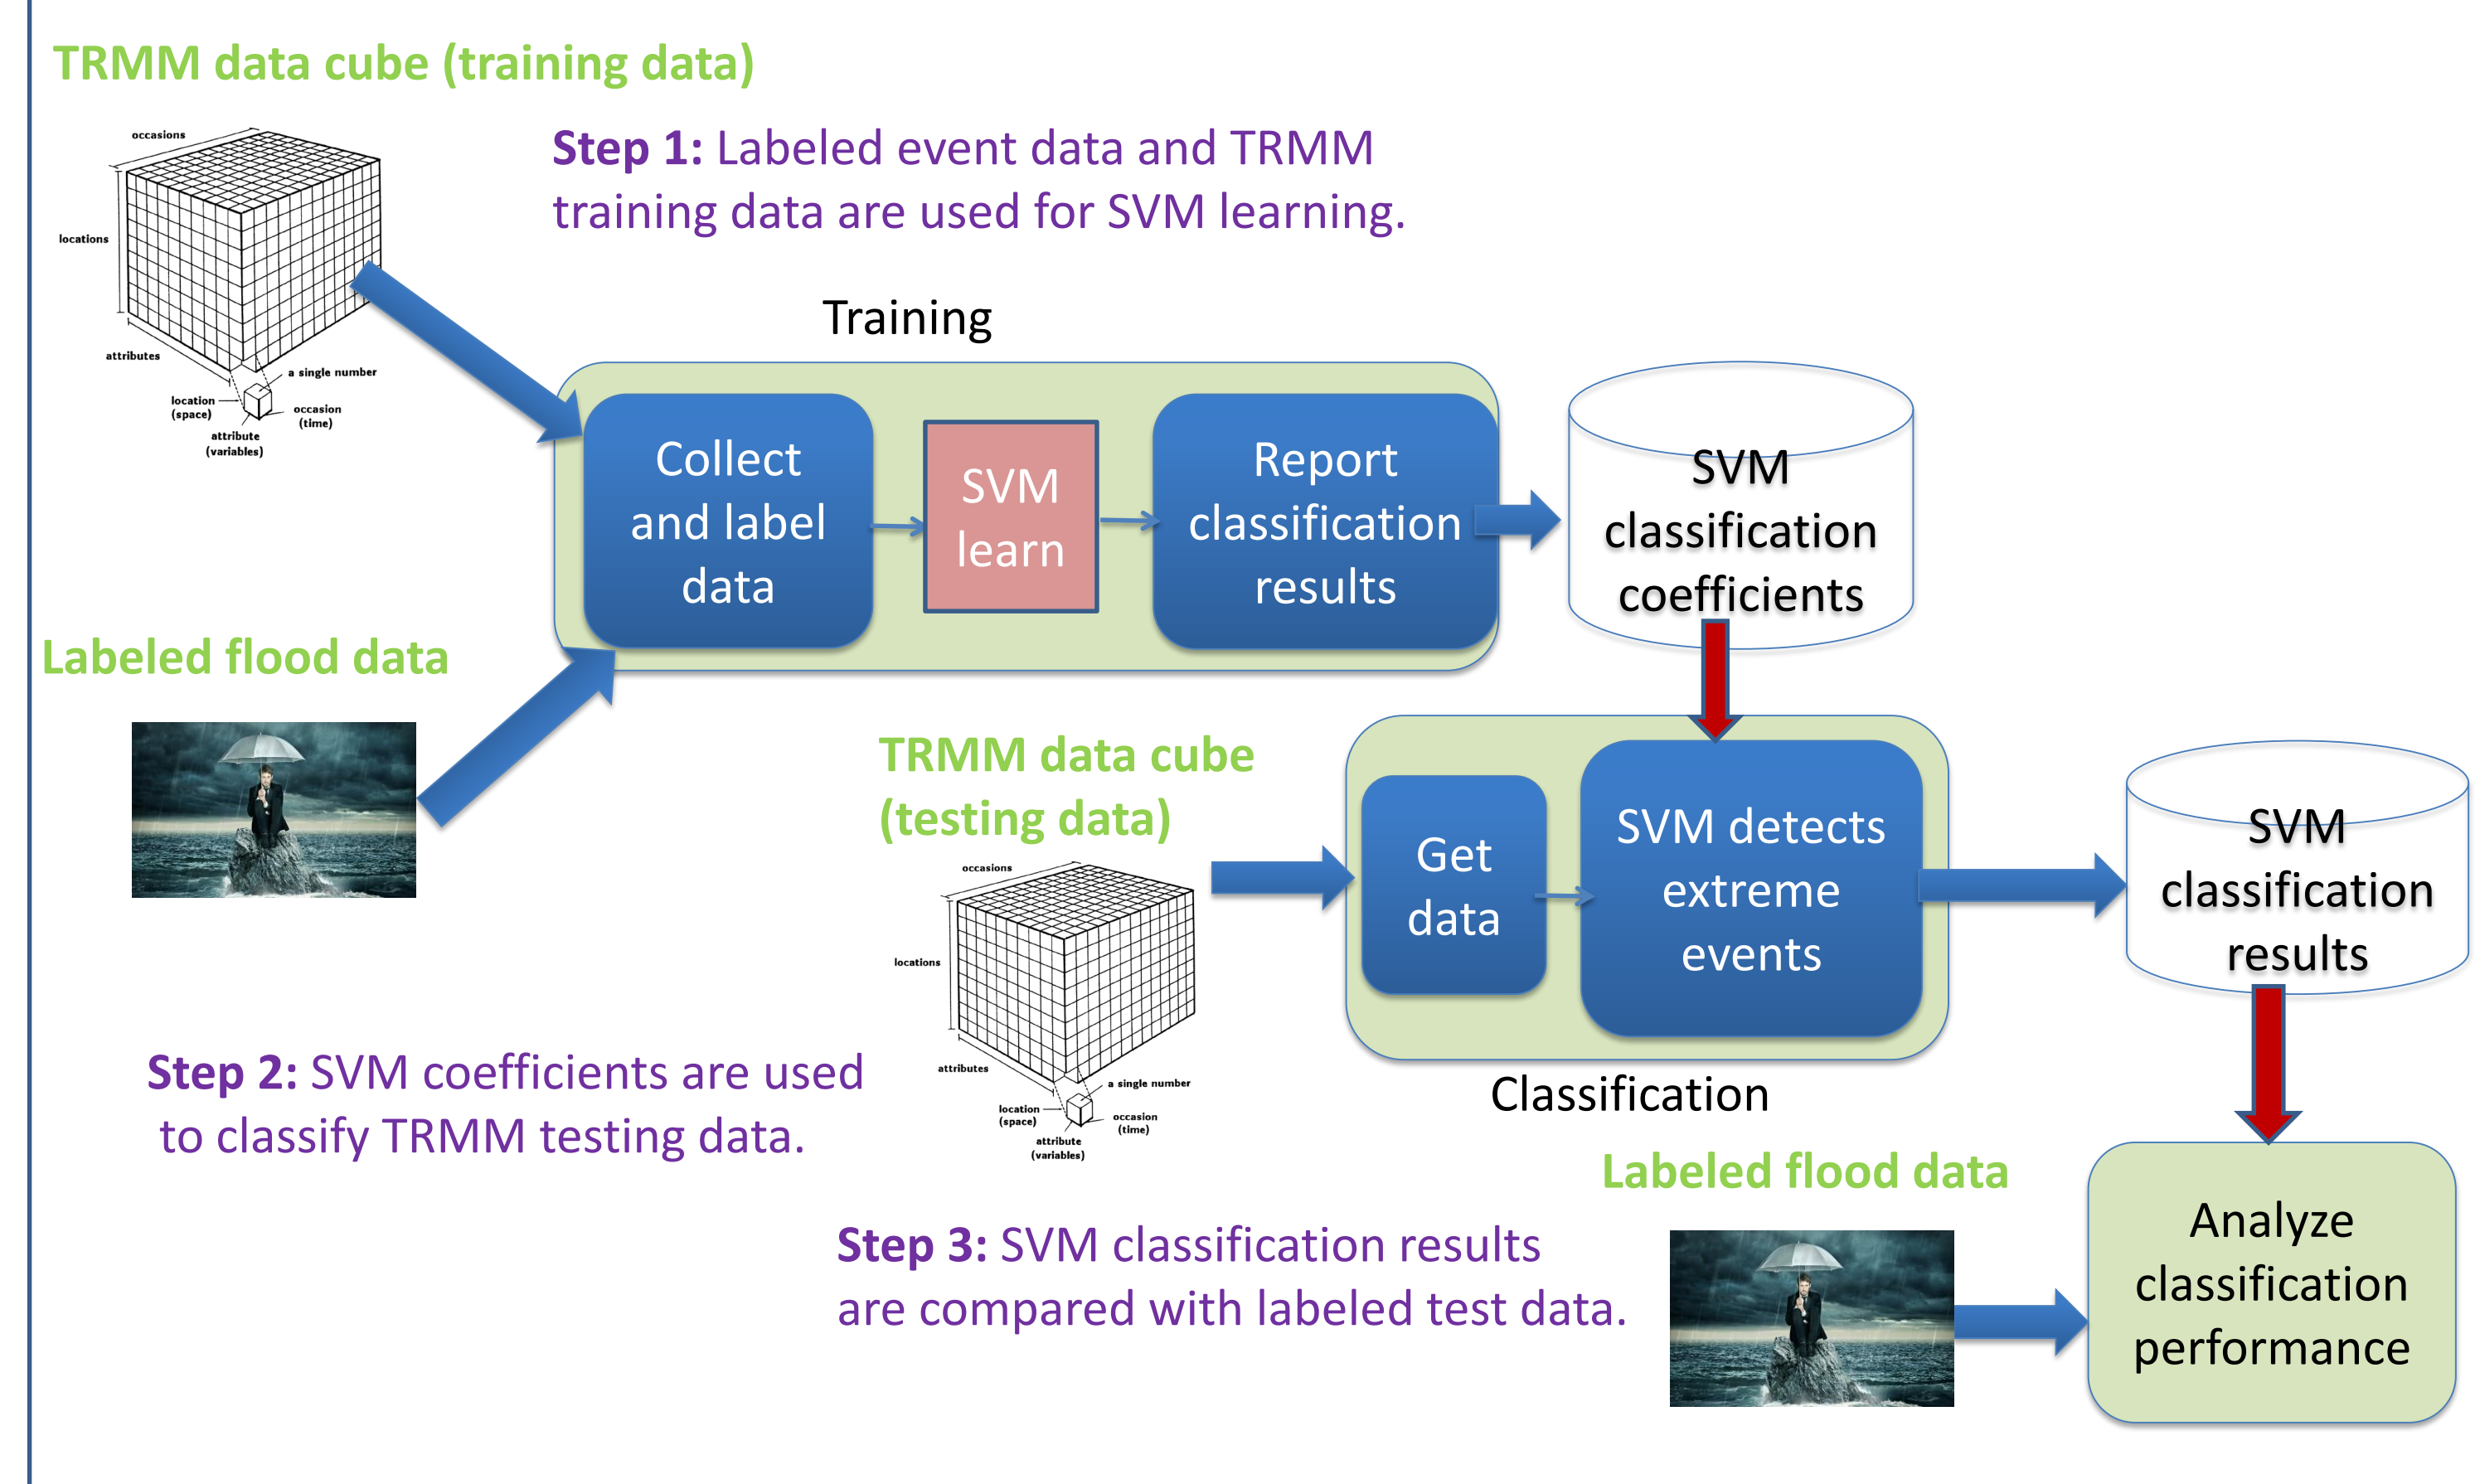 TRMM data cube (training data)
occasions
locations
attributes
a single number
location
(space)
occasion
(time)
attribute
(variables)
Step 1: Labeled event data and TRMM
training data are used for SVM learning.
Training
Collect
and label
data
SVM
learn
Report
classification
results
SVM
classification
coefficients
Labeled flood data
TRMM data cube
(testing data)
occasions
locations
attributes
a single number
location
(space)
occasion
(time)
attribute
(variables)
Get
data
SVM detects
extreme
events
Classification
SVM
classification
results
Step 2: SVM coefficients are used
to classify TRMM testing data.
Labeled flood data
Step 3: SVM classification results
are compared with labeled test data.
Analyze
classification
performance